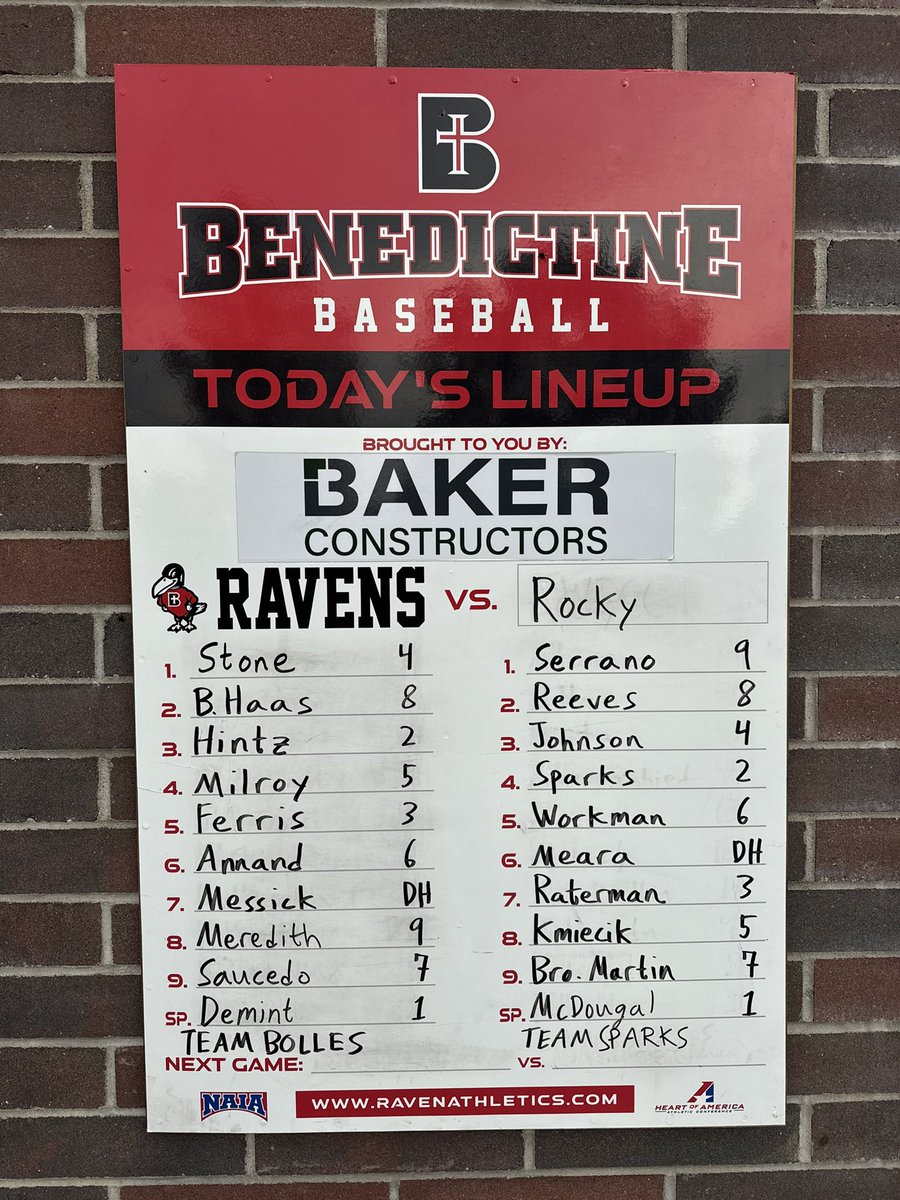 B
BENEDICTINE
BASEBALL
TODAY'S LINEUP
BROUGHT TO YOU BY:
BAKER
CONSTRUCTORS
B RAVENS VS. Rocky
1. Stone 4
2. B. Haas 8
3. Hintz 2
4. Milroy 5
5. Ferris 3
6. Annand 6
7. Messick DH
8. Meredith 9
9. Saucedo 7
SP. Demint 1
TEAM BOLLES
1. Serrano 9
2. Reeves 8
3. Johnson 4
4. Sparks 2
5. Workman 6
6. Meara DH
7. Raterman 3
8. Kmiecik 5
9. Bro. Martin 7
SP. McDougal 1
TEAM SPARKS
NEXT GAME: VS.
NAIA
WWW.RAVENATHLETICS.COM
A
HEART OF AMERICA
ATHLETIC CONFERENCE